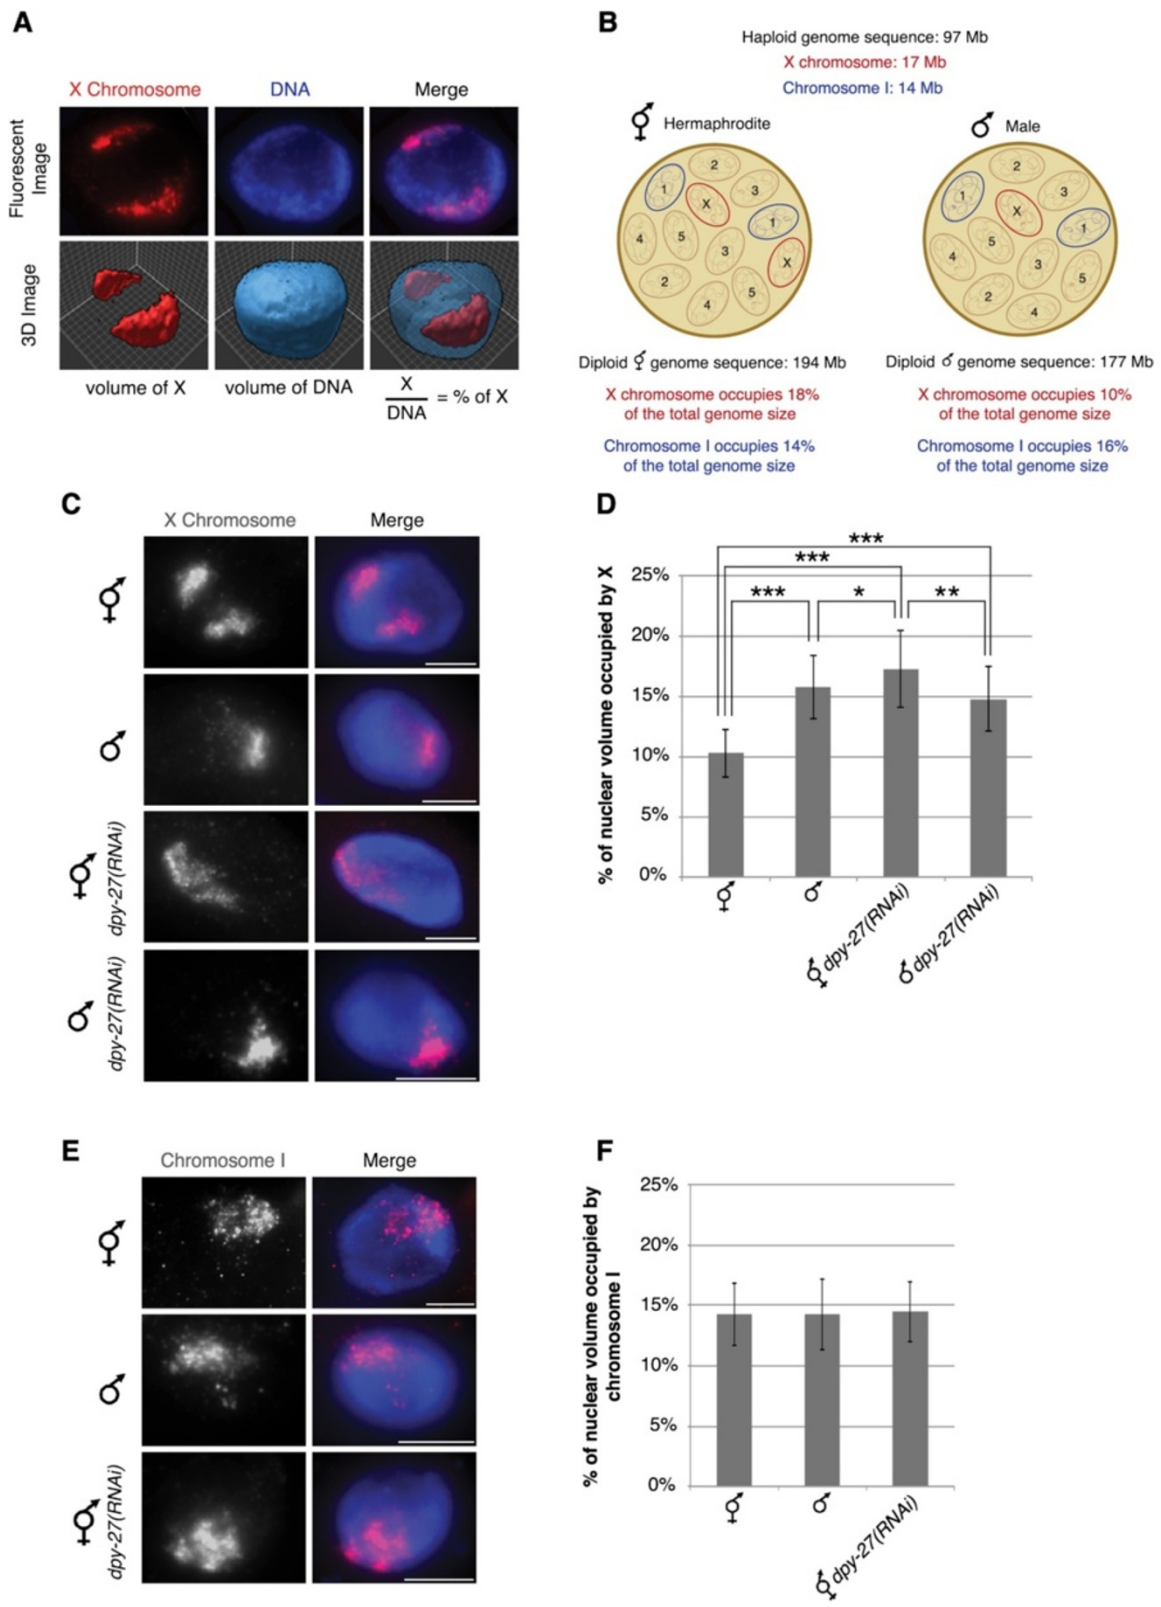 A
X Chromosome
DNA
Merge
Fluorescent
Image
3D Image
volume of X
volume of DNA
X
DNA
= % of X
B
Haploid genome sequence: 97 Mb
X chromosome: 17 Mb
Chromosome I: 14 Mb
⚥ Hermaphrodite
♂ Male
2
1
3
X
1
4
5
3
X
2
5
4
2
1
3
X
1
5
4
3
5
2
4
Diploid ⚥ genome sequence: 194 Mb
X chromosome occupies 18%
of the total genome size
Chromosome I occupies 14%
of the total genome size
Diploid ♂ genome sequence: 177 Mb
X chromosome occupies 10%
of the total genome size
Chromosome I occupies 16%
of the total genome size
C
X Chromosome
Merge
⚥
♂
⚥ dpy-27(RNAi)
♂ dpy-27(RNAi)
D
% of nuclear volume occupied by X
***
***
***
*
**
25%
20%
15%
10%
5%
0%
⚥
♂
⚥ dpy-27(RNAi)
♂ dpy-27(RNAi)
E
Chromosome I
Merge
⚥
♂
⚥ dpy-27(RNAi)
F
% of nuclear volume occupied by
chromosome I
25%
20%
15%
10%
5%
0%
⚥
♂
⚥ dpy-27(RNAi)